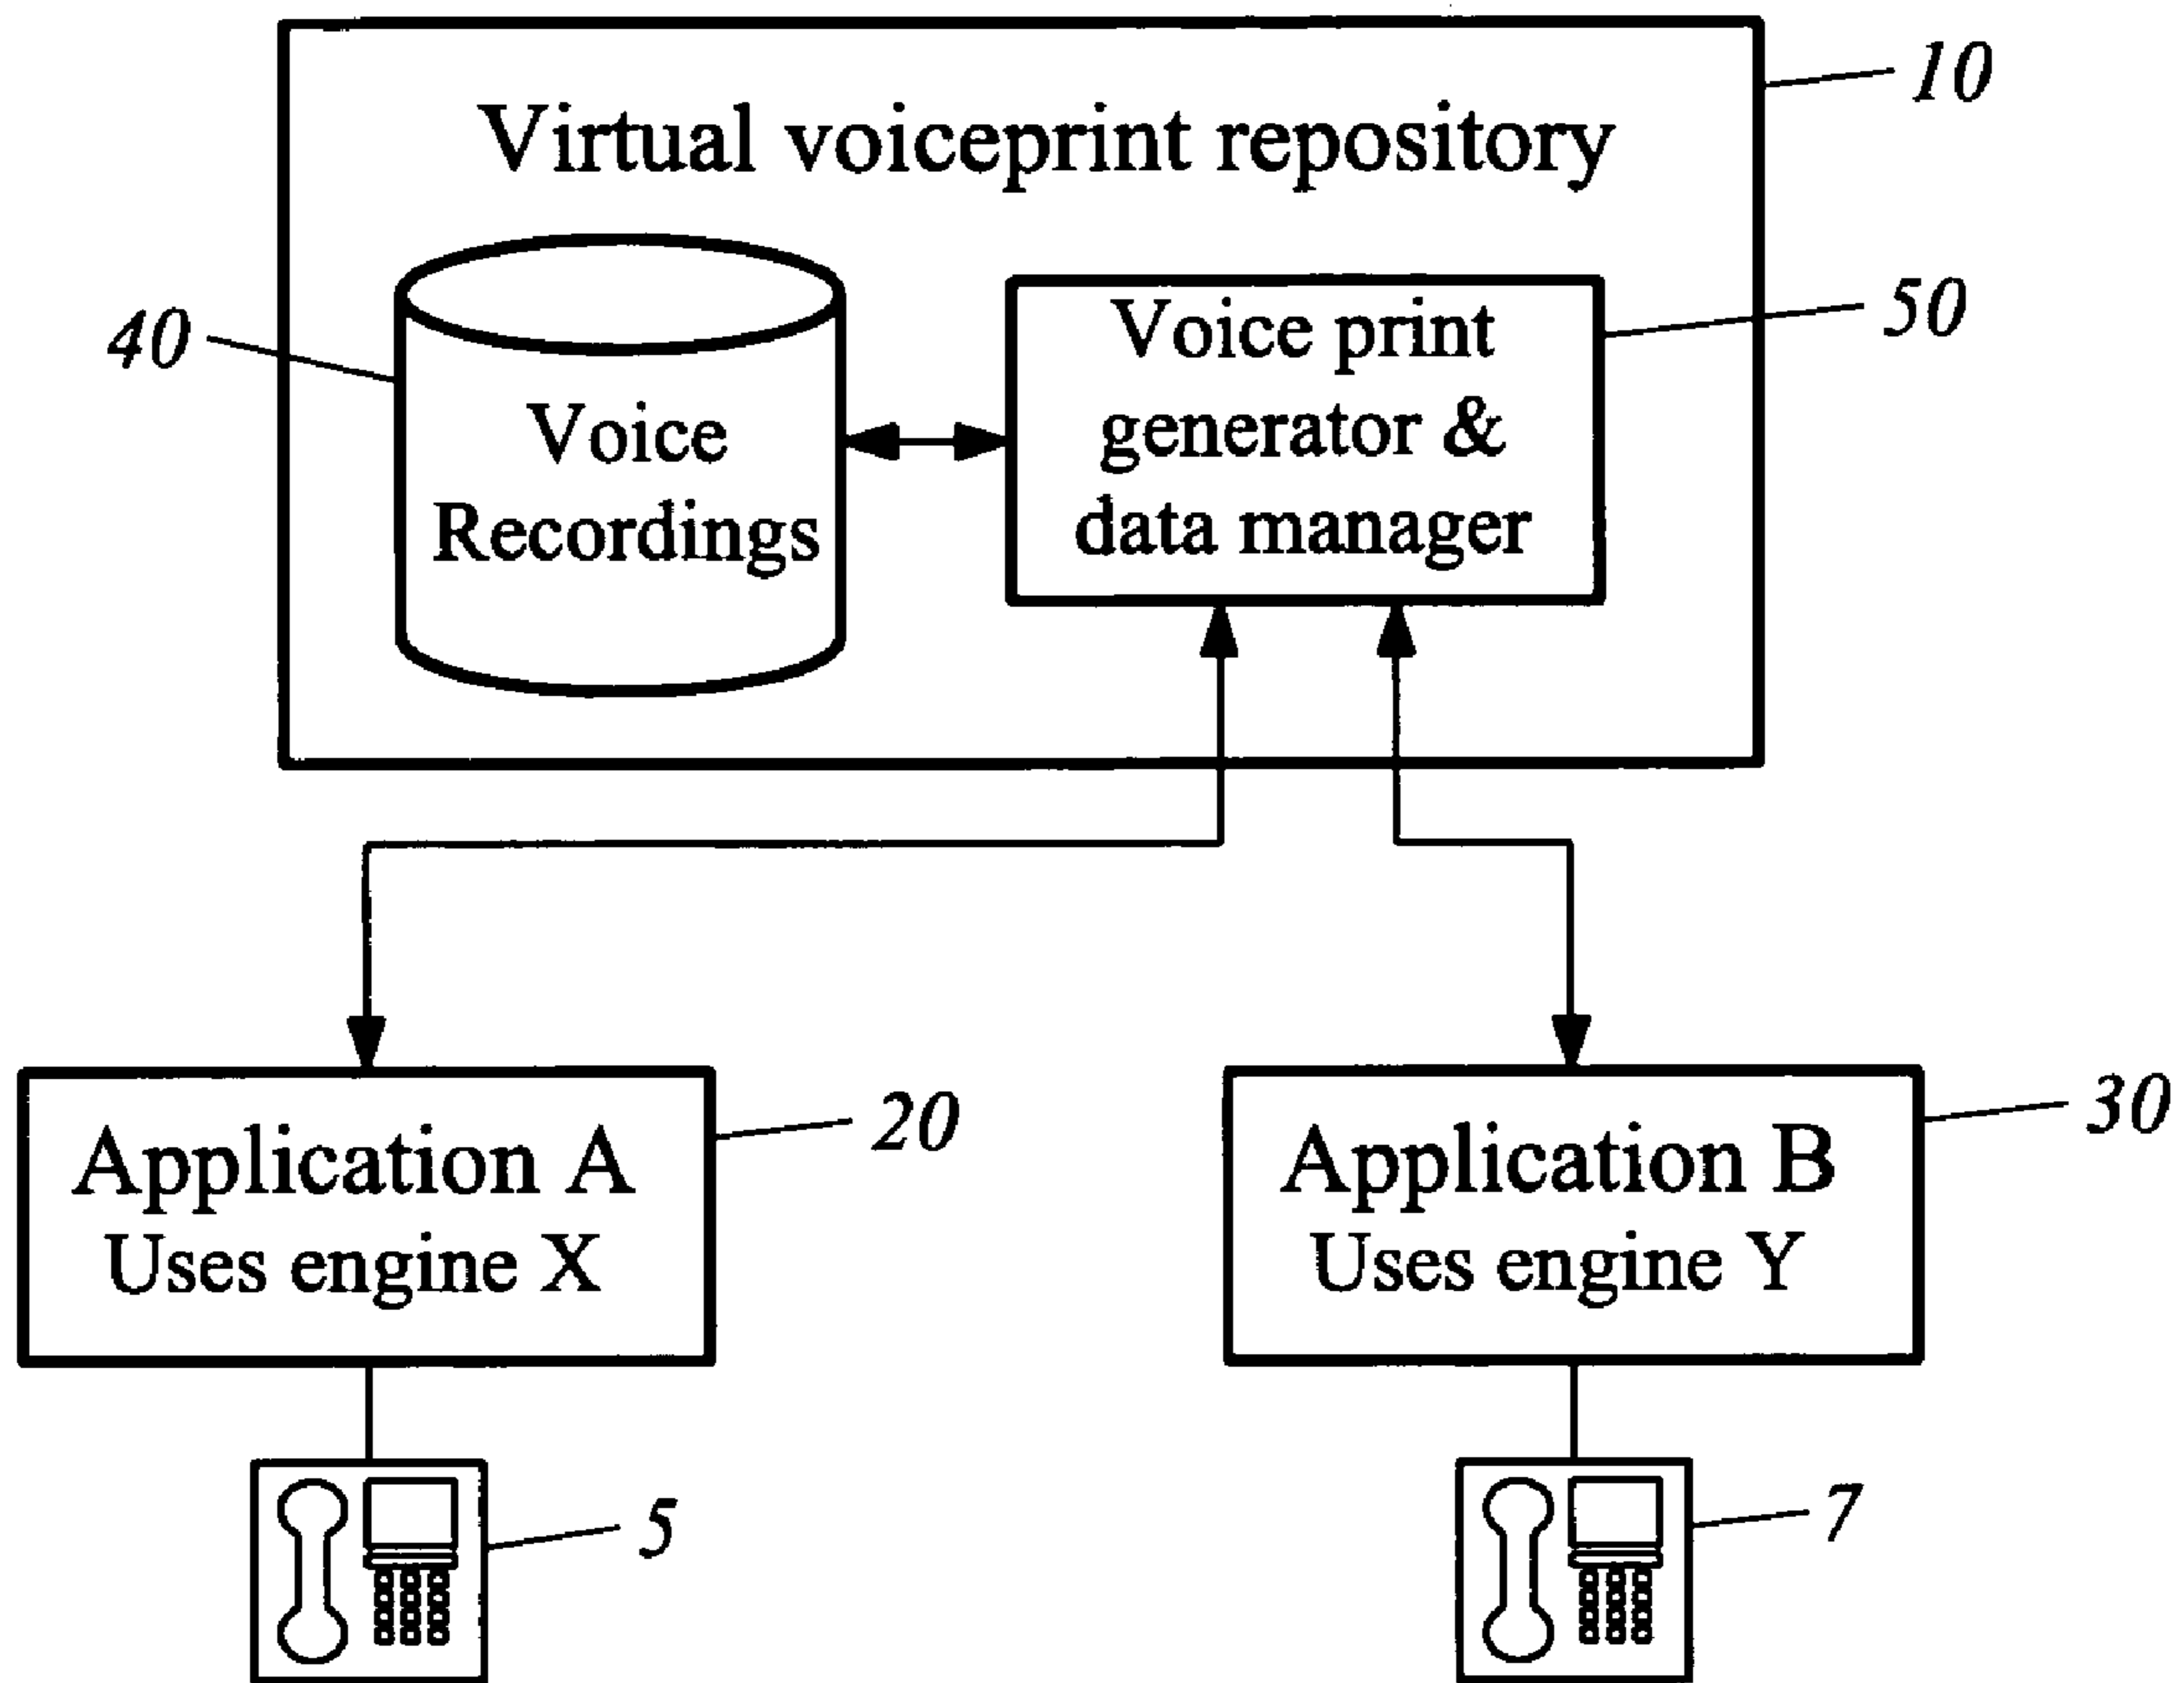 10
Virtual voiceprint repository
40
50
Voice
Recordings
Voice print
generator &
data manager
Application A
Uses engine X
20
Application B
Uses engine Y
30
5
7